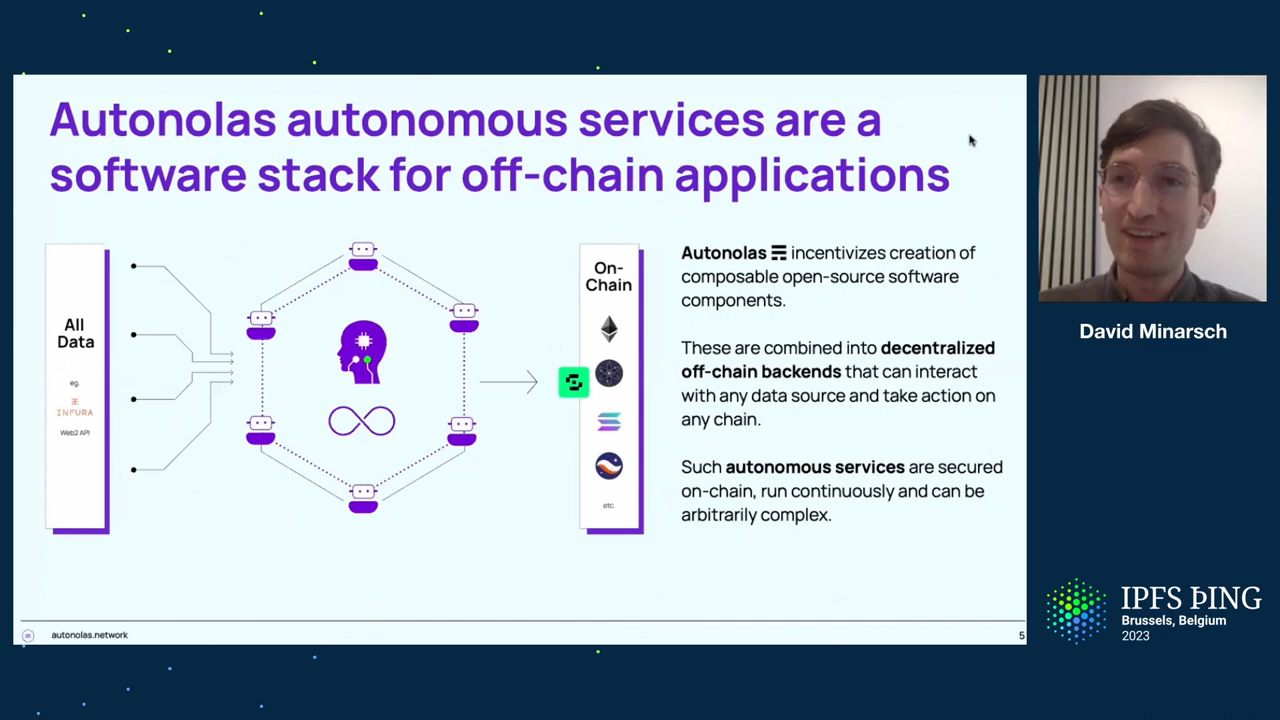 Autonolas autonomous services are a
software stack for off-chain applications
All
Data
eg.
INFURA
Web2 API
On-
Chain
etc.
Autonolas incentivizes creation of
composable open-source software
components.
These are combined into decentralized
off-chain backends that can interact
with any data source and take action on
any chain.
Such autonomous services are secured
on-chain, run continuously and can be
arbitrarily complex.
autonolas.network
5
David Minarsch
IPFS ÞING
Brussels, Belgium
2023